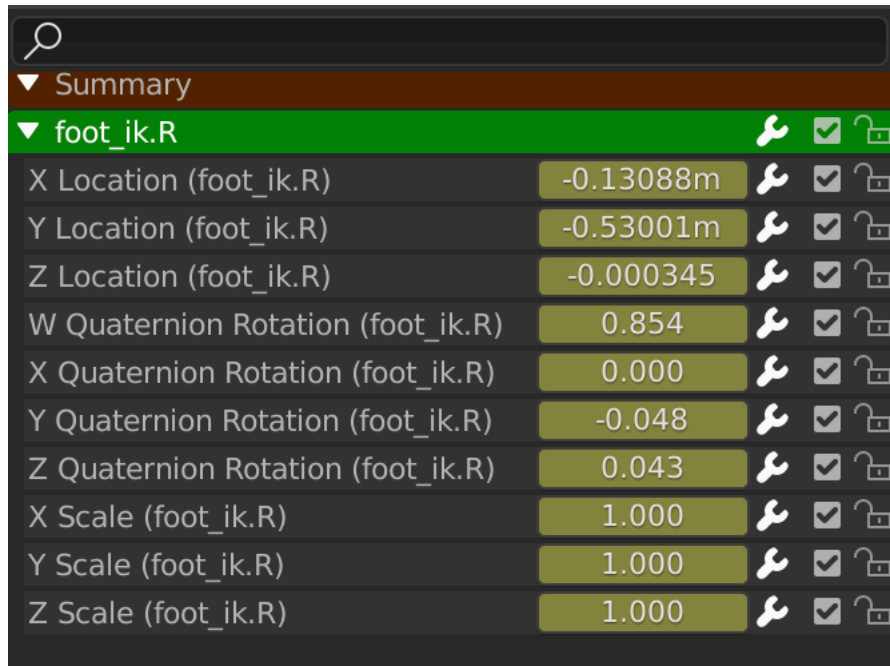 Summary
foot_ik.R
X Location (foot_ik.R) -0.13088m
Y Location (foot_ik.R) -0.53001m
Z Location (foot_ik.R) -0.000345
W Quaternion Rotation (foot_ik.R) 0.854
X Quaternion Rotation (foot_ik.R) 0.000
Y Quaternion Rotation (foot_ik.R) -0.048
Z Quaternion Rotation (foot_ik.R) 0.043
X Scale (foot_ik.R) 1.000
Y Scale (foot_ik.R) 1.000
Z Scale (foot_ik.R) 1.000